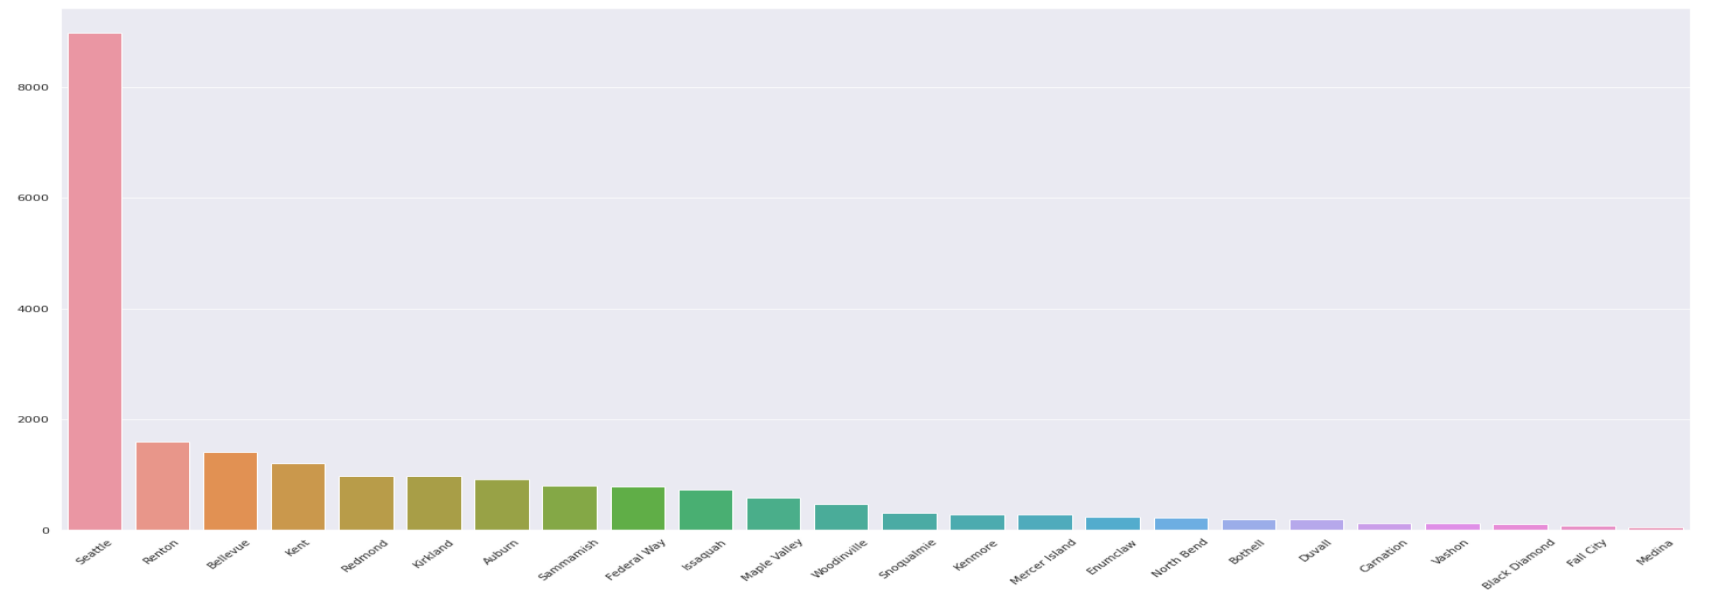 8000
6000
4000
2000
0
Seattle
Renton
Bellevue
Kent
Redmond
Kirkland
Auburn
Sammamish
Federal Way
Issaquah
Maple Valley
Woodinville
Snoqualmie
Kenmore
Mercer Island
Enumclaw
North Bend
Bothell
Duvall
Carnation
Vashon
Black Diamond
Fall City
Medina